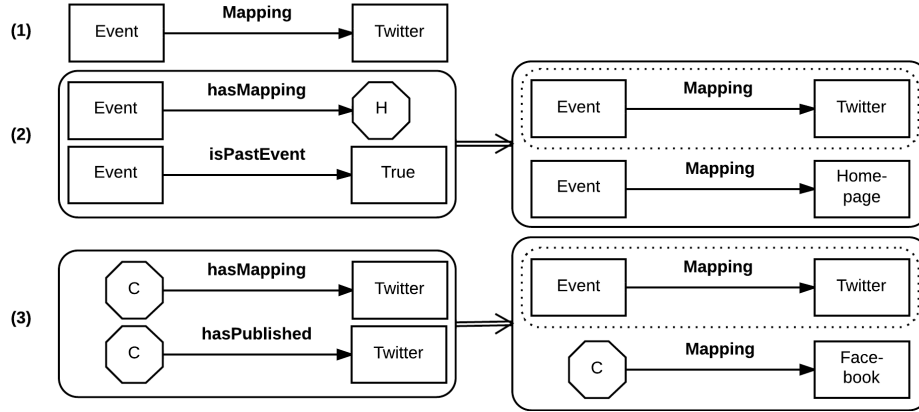 (1)
Event
Mapping
Twitter
(2)
Event
hasMapping
H
Event
isPastEvent
True
Event
Mapping
Twitter
Event
Mapping
Home-
page
(3)
C
hasMapping
Twitter
C
hasPublished
Twitter
Event
Mapping
Twitter
C
Mapping
Face-
book